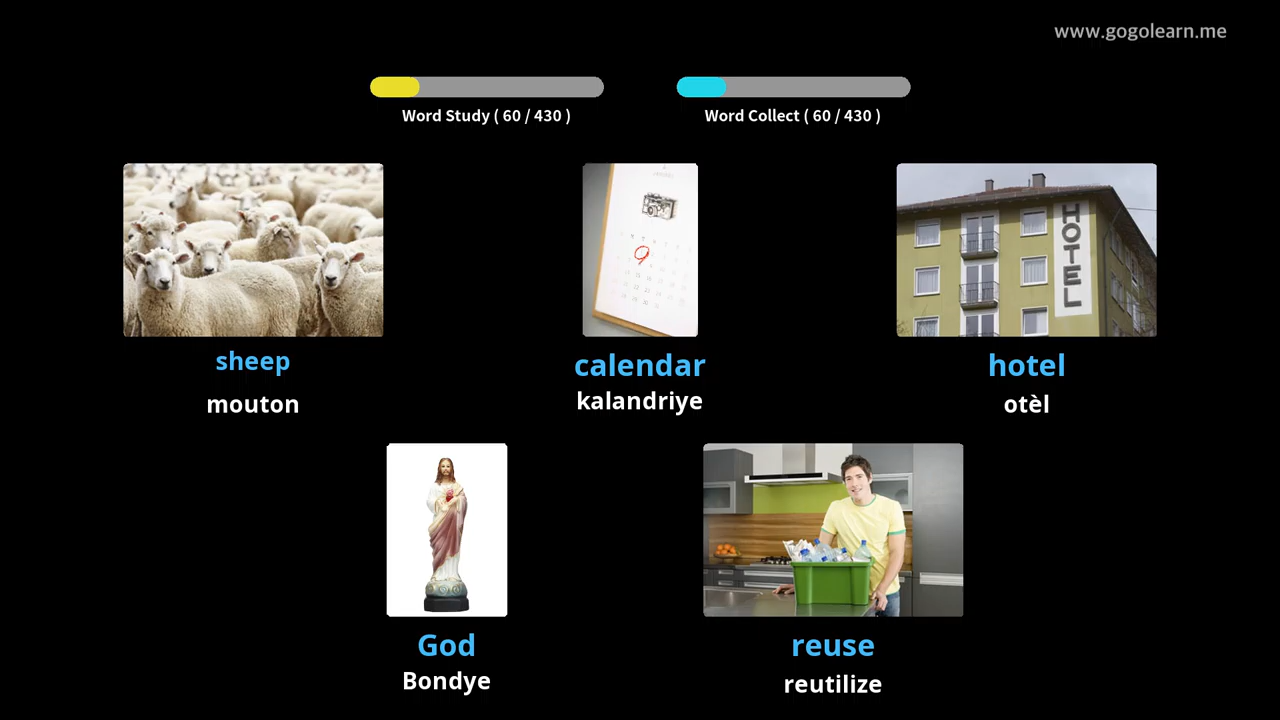 www.gogolearn.me
Word Study ( 60 / 430 )
Word Collect ( 60 / 430 )
HOTEL
sheep
calendar
hotel
mouton
kalandriye
otèl
God
reuse
Bondye
reutilize